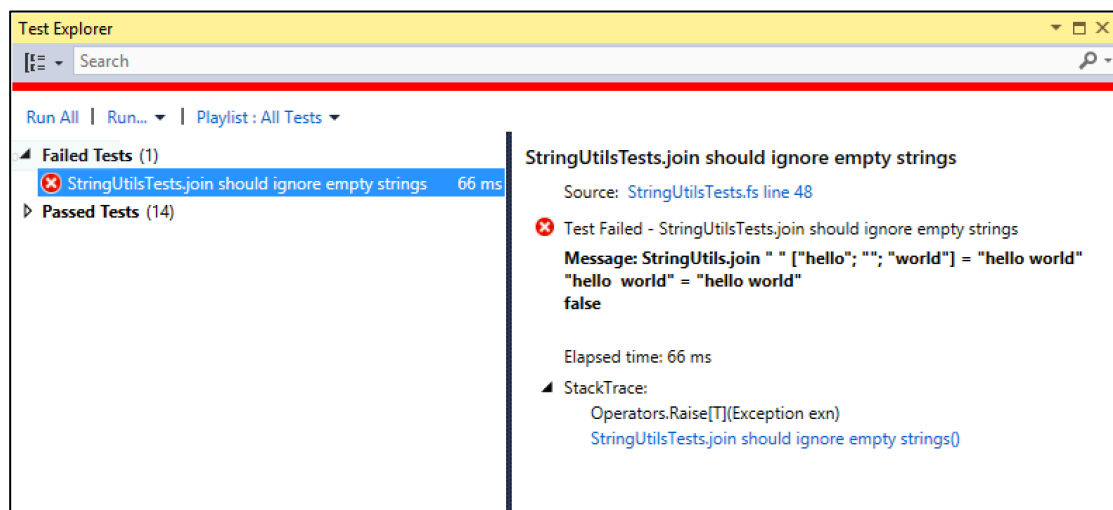 Test Explorer
Search
Run All | Run... | Playlist : All Tests
Failed Tests (1)
StringUtilsTests.join should ignore empty strings 66 ms
Passed Tests (14)
StringUtilsTests.join should ignore empty strings
Source: StringUtilsTests.fs line 48
Test Failed - StringUtilsTests.join should ignore empty strings
Message: StringUtils.join " " ["hello"; ""; "world"] = "hello world"
"hello  world" = "hello world"
false
Elapsed time: 66 ms
StackTrace:
Operators.Raise[T](Exception exn)
StringUtilsTests.join should ignore empty strings()